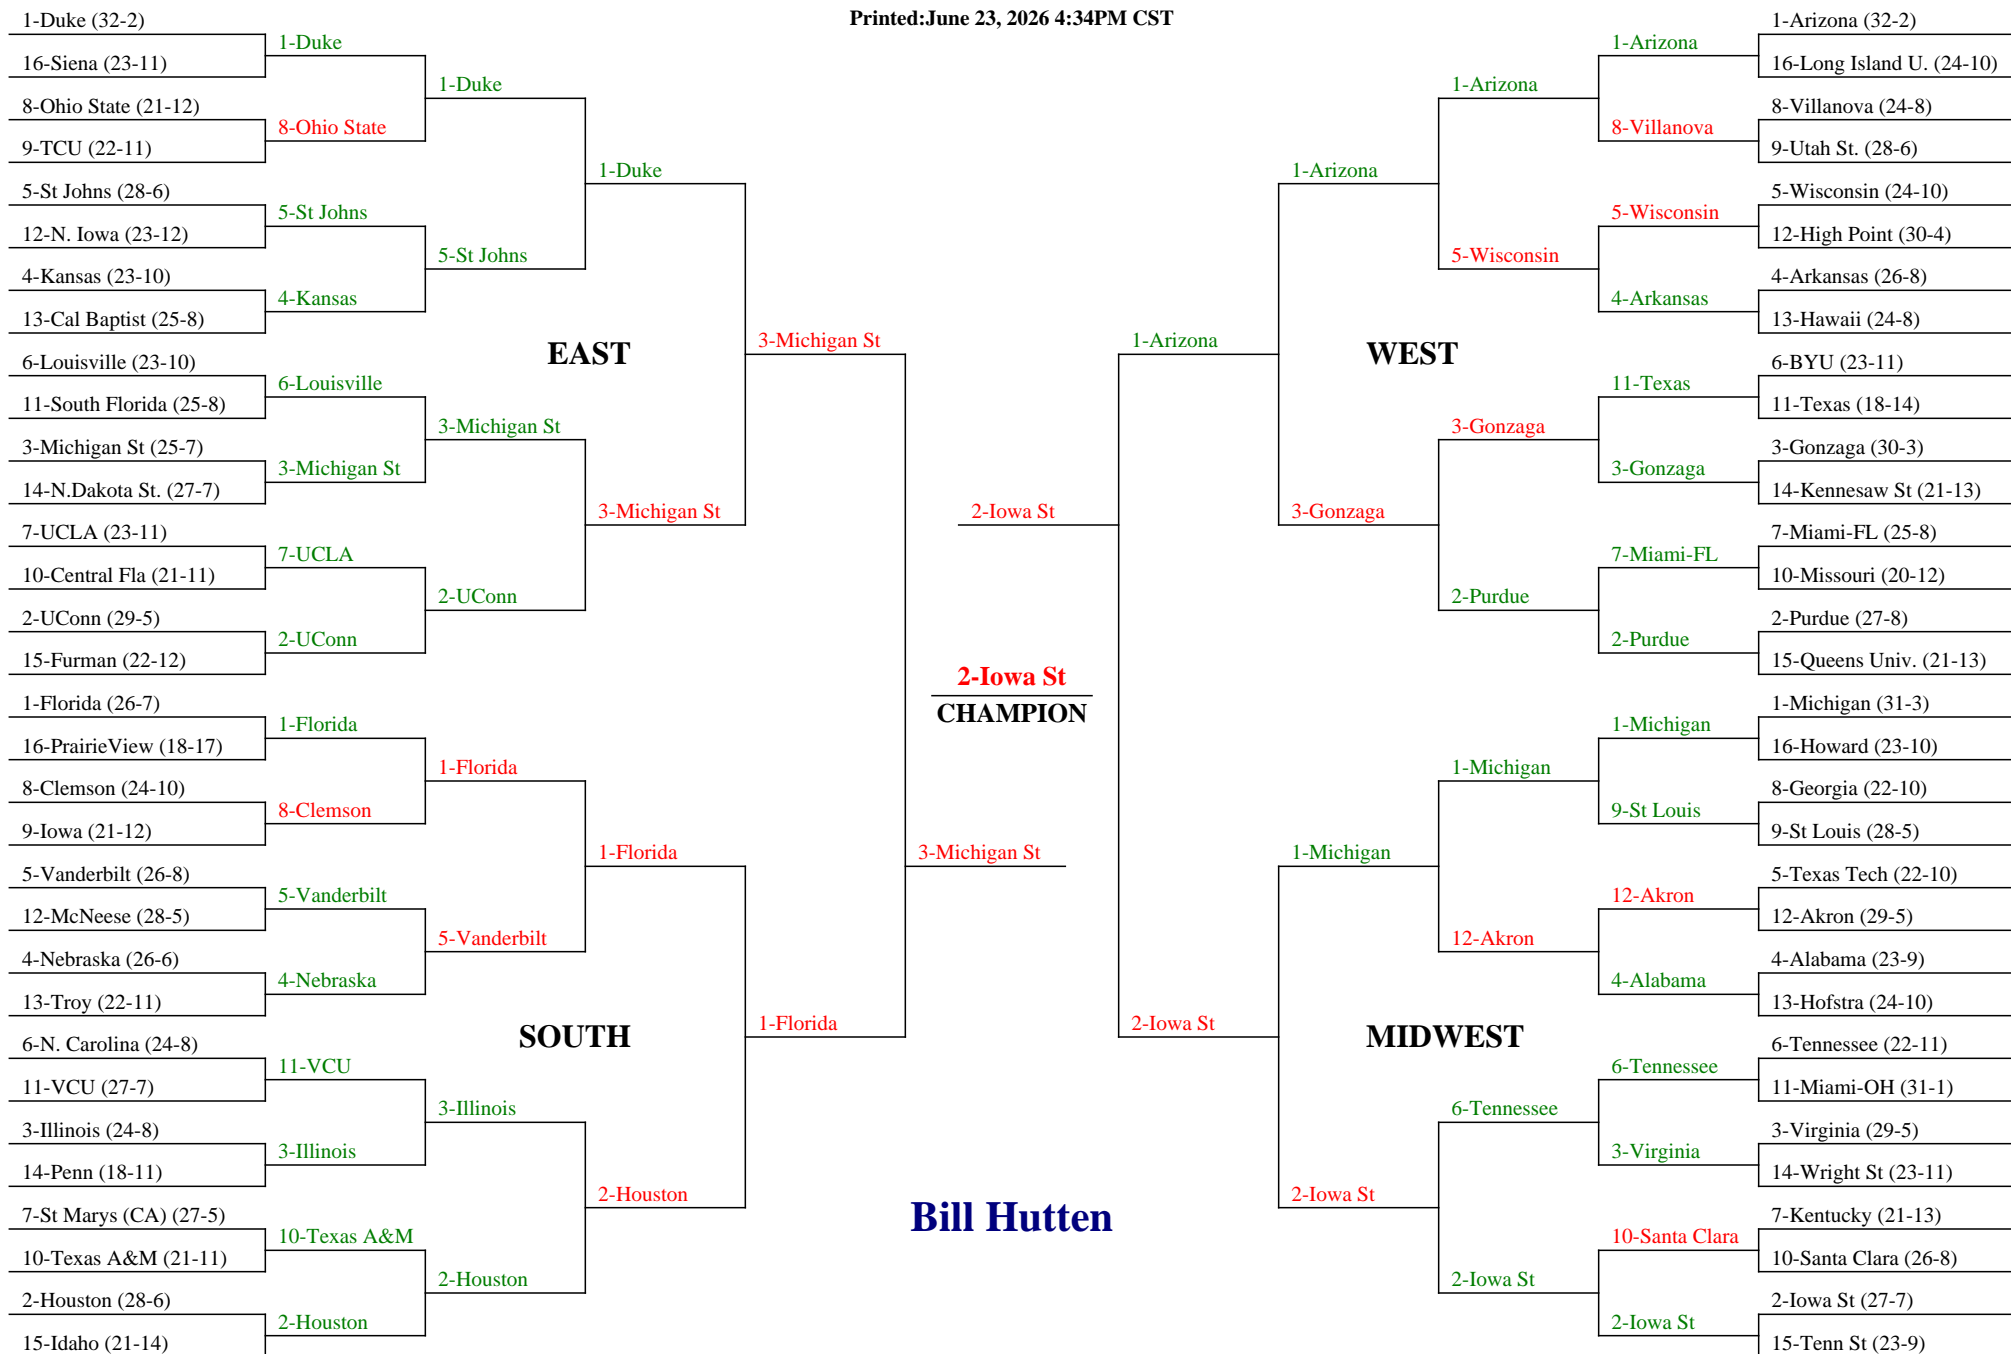 Printed:June 23, 2026 4:34PM CST
1-Duke (32-2)
16-Siena (23-11)
8-Ohio State (21-12)
9-TCU (22-11)
5-St Johns (28-6)
12-N. Iowa (23-12)
4-Kansas (23-10)
13-Cal Baptist (25-8)
6-Louisville (23-10)
11-South Florida (25-8)
3-Michigan St (25-7)
14-N.Dakota St. (27-7)
7-UCLA (23-11)
10-Central Fla (21-11)
2-UConn (29-5)
15-Furman (22-12)
1-Florida (26-7)
16-PrairieView (18-17)
8-Clemson (24-10)
9-Iowa (21-12)
5-Vanderbilt (26-8)
12-McNeese (28-5)
4-Nebraska (26-6)
13-Troy (22-11)
6-N. Carolina (24-8)
11-VCU (27-7)
3-Illinois (24-8)
14-Penn (18-11)
7-St Marys (CA) (27-5)
10-Texas A&M (21-11)
2-Houston (28-6)
15-Idaho (21-14)
1-Duke
8-Ohio State
5-St Johns
4-Kansas
6-Louisville
3-Michigan St
7-UCLA
2-UConn
1-Florida
8-Clemson
5-Vanderbilt
4-Nebraska
11-VCU
3-Illinois
10-Texas A&M
2-Houston
1-Duke
5-St Johns
3-Michigan St
2-UConn
1-Florida
5-Vanderbilt
3-Illinois
2-Houston
EAST
SOUTH
1-Duke
3-Michigan St
1-Florida
2-Houston
3-Michigan St
1-Florida
3-Michigan St
2-Iowa St
2-Iowa St
CHAMPION
Bill Hutten
1-Arizona
2-Iowa St
1-Arizona
3-Gonzaga
1-Michigan
2-Iowa St
WEST
MIDWEST
1-Arizona
5-Wisconsin
3-Gonzaga
2-Purdue
1-Michigan
12-Akron
6-Tennessee
2-Iowa St
1-Arizona
8-Villanova
5-Wisconsin
4-Arkansas
11-Texas
3-Gonzaga
7-Miami-FL
2-Purdue
1-Michigan
9-St Louis
12-Akron
4-Alabama
6-Tennessee
3-Virginia
10-Santa Clara
2-Iowa St
1-Arizona (32-2)
16-Long Island U. (24-10)
8-Villanova (24-8)
9-Utah St. (28-6)
5-Wisconsin (24-10)
12-High Point (30-4)
4-Arkansas (26-8)
13-Hawaii (24-8)
6-BYU (23-11)
11-Texas (18-14)
3-Gonzaga (30-3)
14-Kennesaw St (21-13)
7-Miami-FL (25-8)
10-Missouri (20-12)
2-Purdue (27-8)
15-Queens Univ. (21-13)
1-Michigan (31-3)
16-Howard (23-10)
8-Georgia (22-10)
9-St Louis (28-5)
5-Texas Tech (22-10)
12-Akron (29-5)
4-Alabama (23-9)
13-Hofstra (24-10)
6-Tennessee (22-11)
11-Miami-OH (31-1)
3-Virginia (29-5)
14-Wright St (23-11)
7-Kentucky (21-13)
10-Santa Clara (26-8)
2-Iowa St (27-7)
15-Tenn St (23-9)